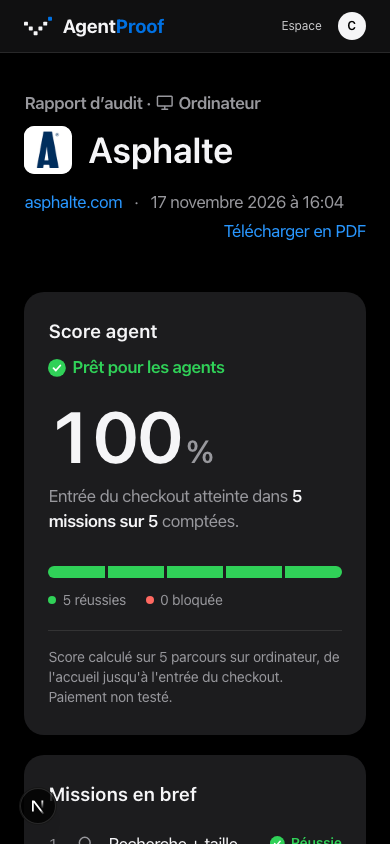 AgentProof
Espace
C
Rapport d’audit · Ordinateur
A
Asphalte
asphalte.com · 17 novembre 2026 à 16:04
Télécharger en PDF
Score agent
Prêt pour les agents
100%
Entrée du checkout atteinte dans 5
missions sur 5 comptées.
5 réussies
0 bloquée
Score calculé sur 5 parcours sur ordinateur, de
l'accueil jusqu'à l'entrée du checkout.
Paiement non testé.
N
Missions en bref
1 Recherche + taille Réussie